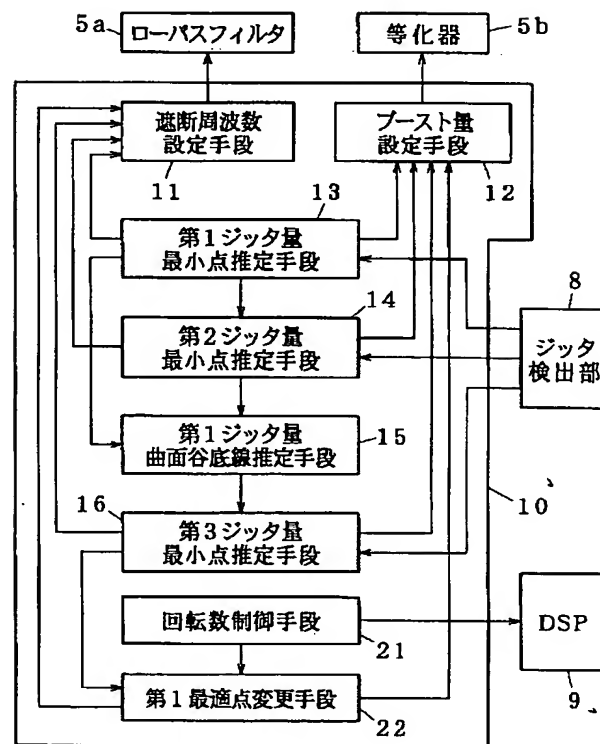 5a
ローパスフィルタ
等化器
5b
遮断周波数
設定手段
11
ブースト量
設定手段
12
13
第1ジッタ量
最小点推定手段
14
第2ジッタ量
最小点推定手段
8
ジッタ
検出部
第1ジッタ量
曲面谷底線推定手段
15
10
16
第3ジッタ量
最小点推定手段
回転数制御手段
21
DSP
9
第1最適点変更手段
22